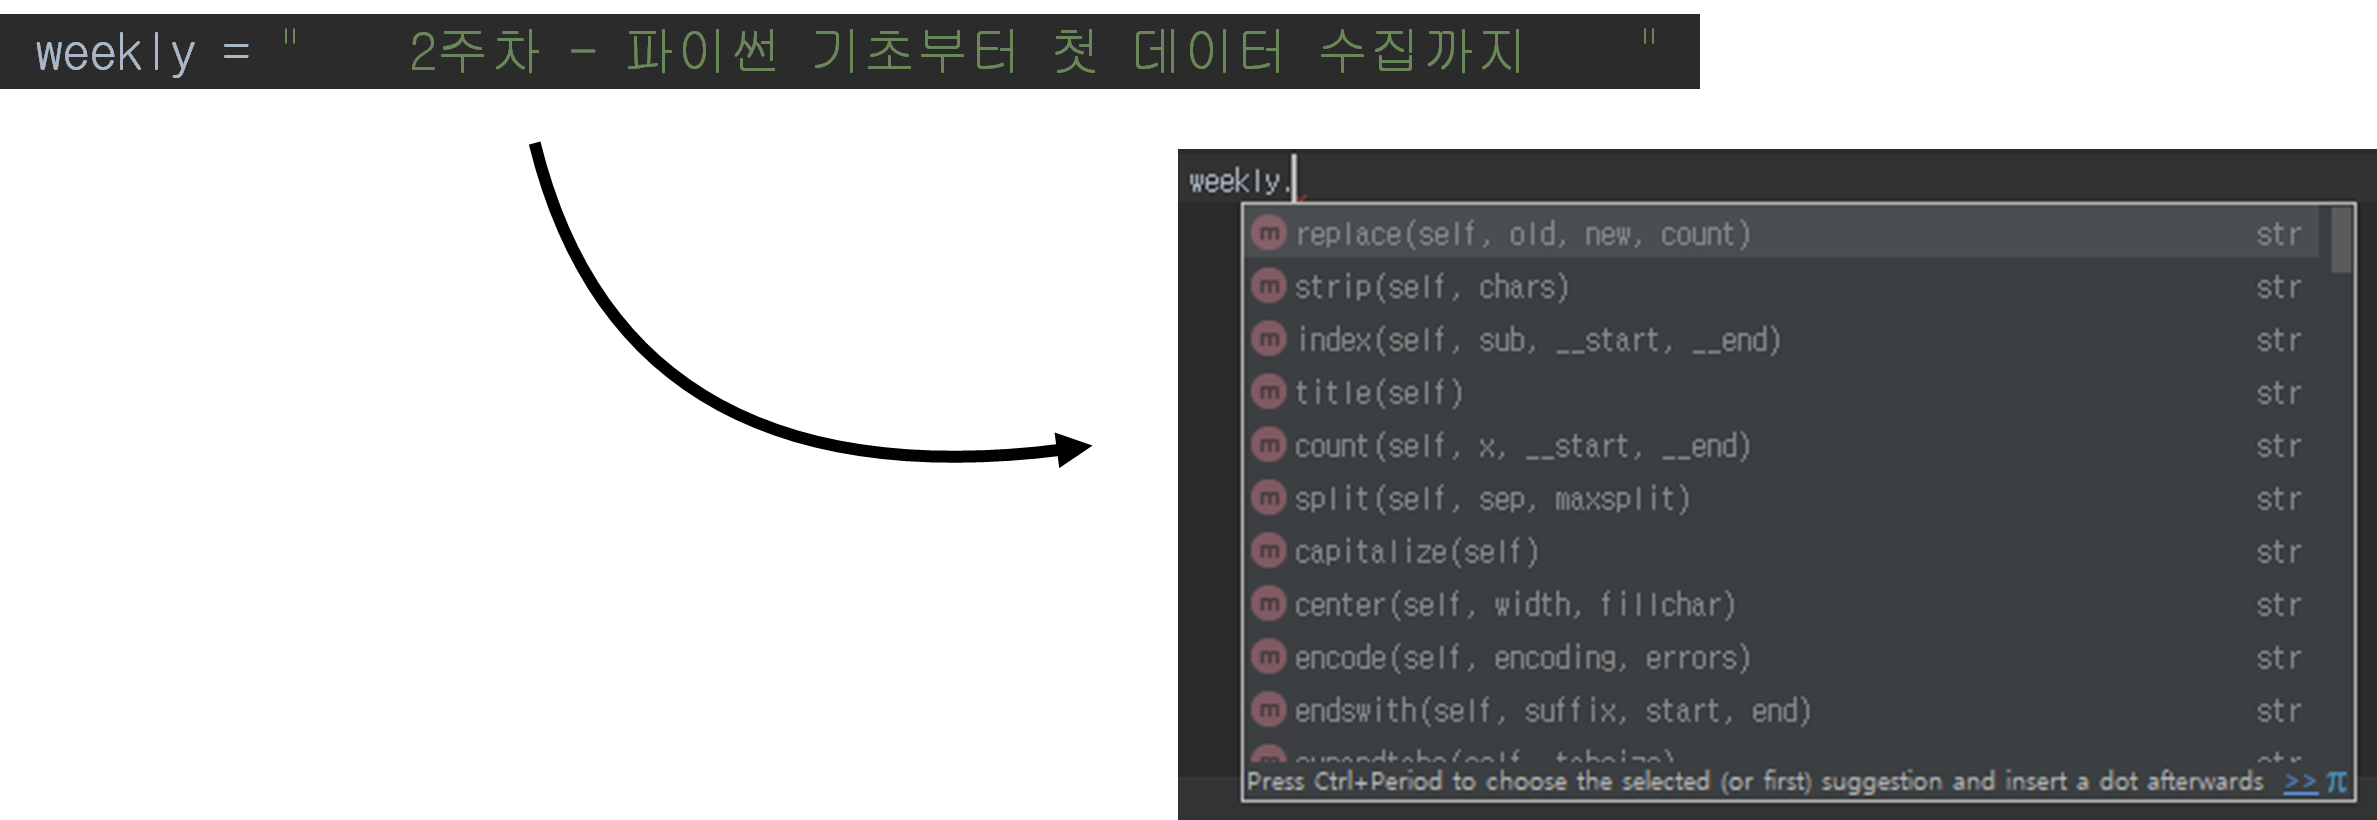 weekly = "    2주차 - 파이썬 기초부터 첫 데이터 수집까지    "
weekly.
m replace(self, old, new, count) str
m strip(self, chars) str
m index(self, sub, __start, __end) str
m title(self) str
m count(self, x, __start, __end) str
m split(self, sep, maxsplit) str
m capitalize(self) str
m center(self, width, fillchar) str
m encode(self, encoding, errors) str
m endswith(self, suffix, start, end) str
m expandtabs(self, tabsize) str
Press Ctrl+Period to choose the selected (or first) suggestion and insert a dot afterwards >> π